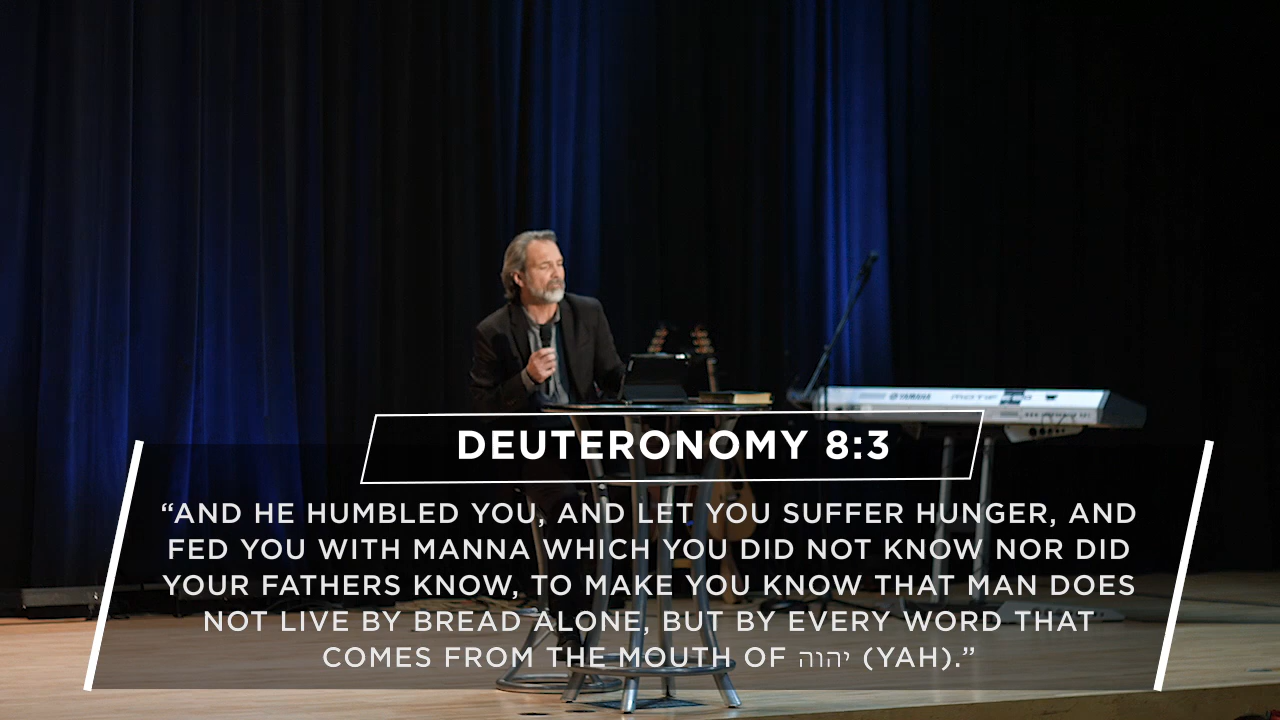 DEUTERONOMY 8:3
“AND HE HUMBLED YOU, AND LET YOU SUFFER HUNGER, AND
FED YOU WITH MANNA WHICH YOU DID NOT KNOW NOR DID
YOUR FATHERS KNOW, TO MAKE YOU KNOW THAT MAN DOES
NOT LIVE BY BREAD ALONE, BUT BY EVERY WORD THAT
COMES FROM THE MOUTH OF יהוה (YAH).”
YAMAHA